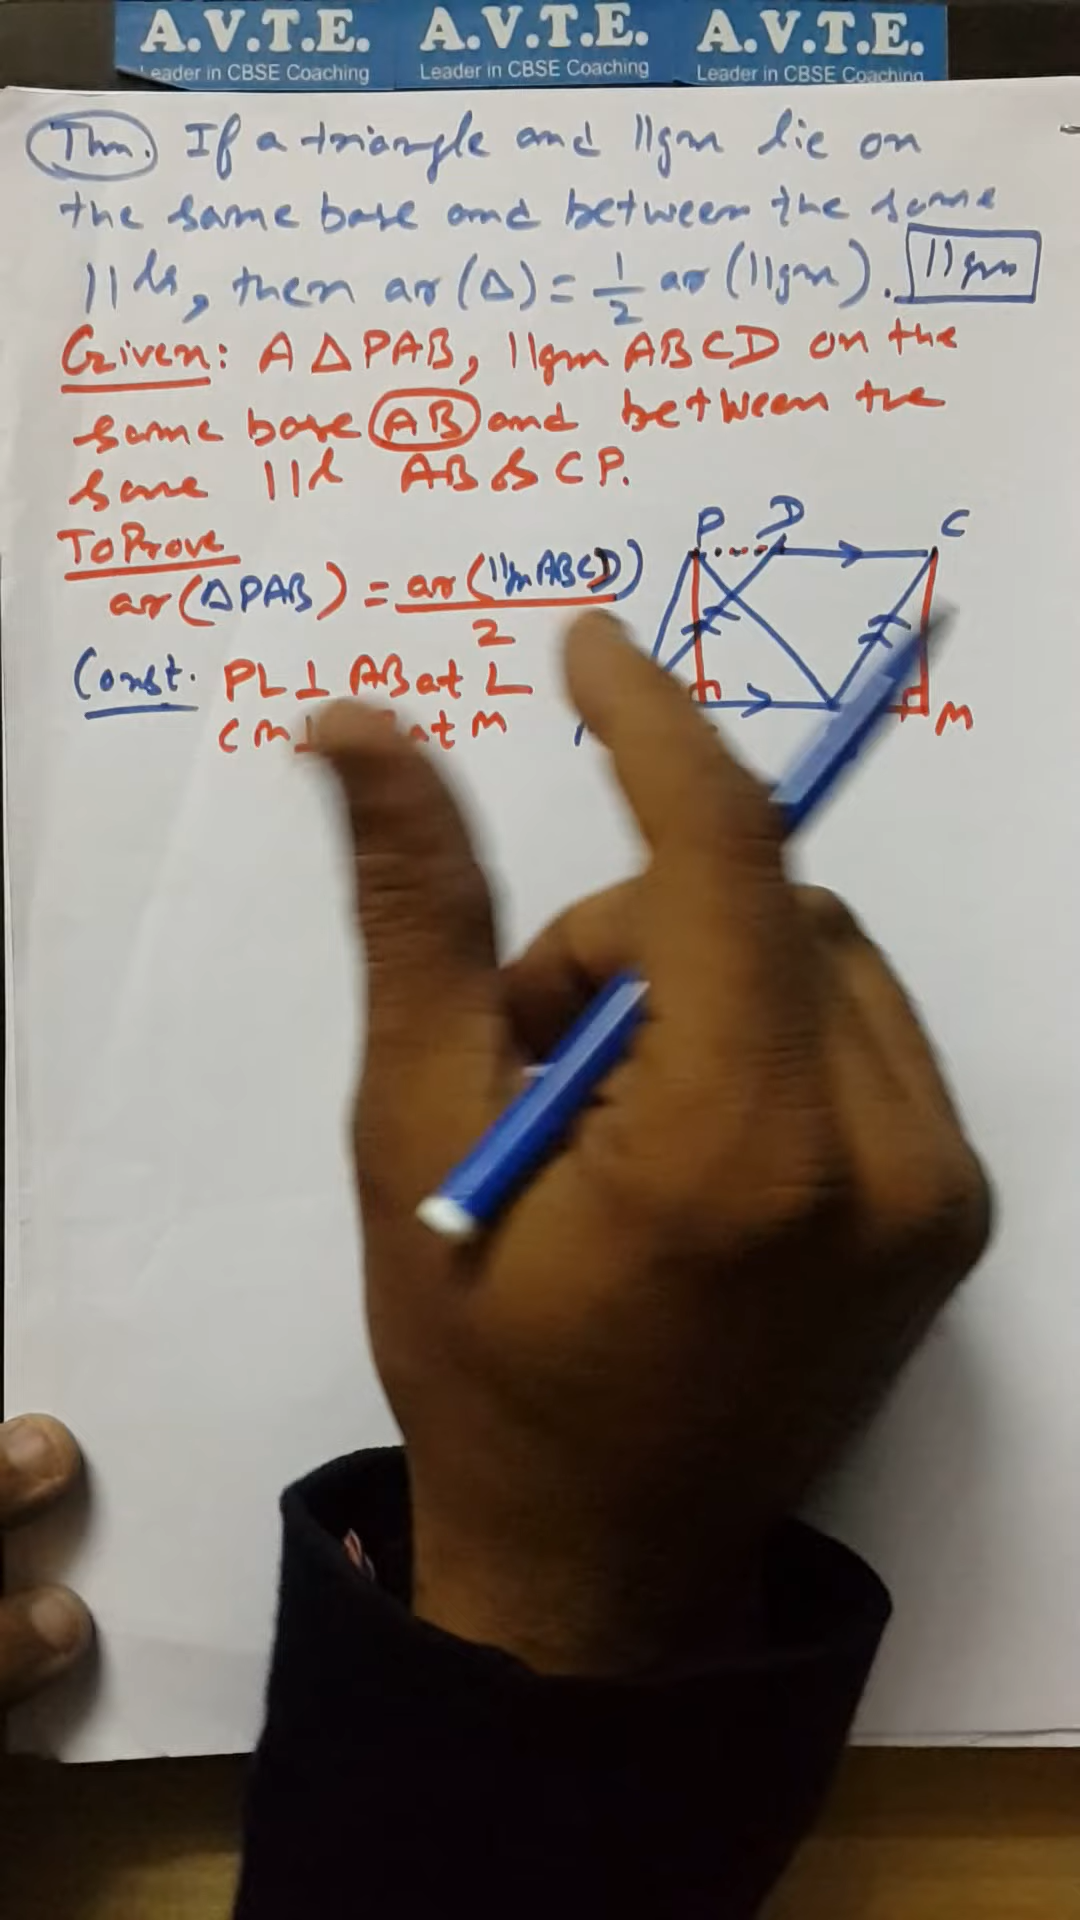 A.V.T.E. A.V.T.E. A.V.T.E.
Leader in CBSE Coaching Leader in CBSE Coaching Leader in CBSE Coaching
Thm. If a triangle and ||gm lie on
the same base and between the same
||ls, then ar(Δ) = 1/2 ar(||gm). ||gm
Given: A ΔPAB, ||gm ABCD on the
same base AB and between the
same ||l AB & CP.
To Prove
ar(ΔPAB) = ar(||gm ABCD)/2
Const. PL ⊥ AB at L
CM ⊥ at M
P D C
M